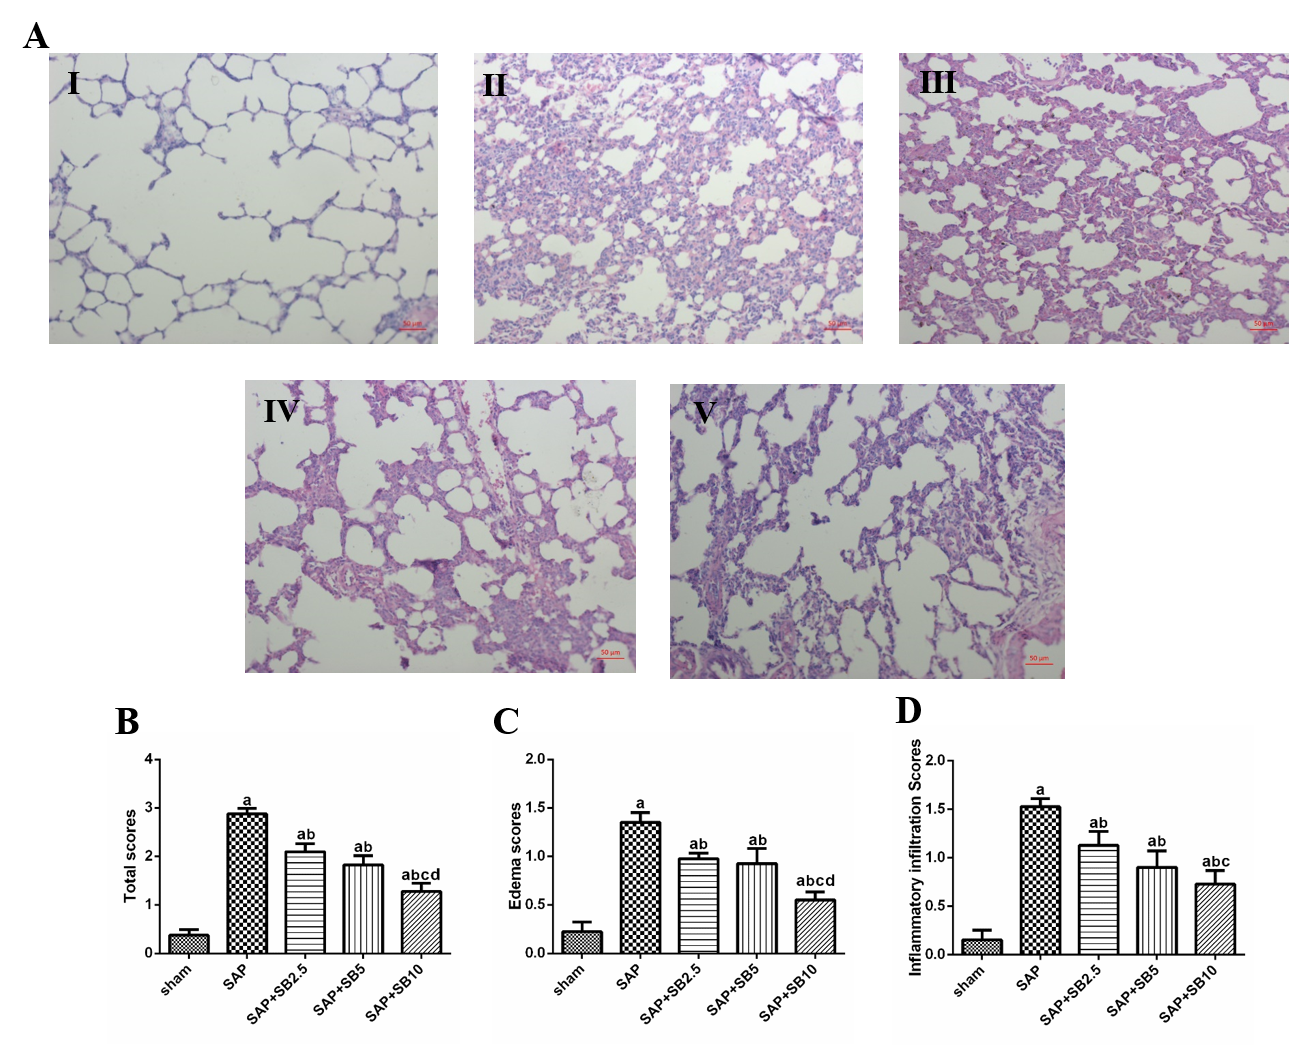 A
I
II
III
50 μm
50 μm
50 μm
IV
V
50 μm
50 μm
B
Total scores
4
3
2
1
0
a
ab
ab
abcd
sham
SAP
SAP+SB2.5
SAP+SB5
SAP+SB10
C
Edema scores
2.0
1.5
1.0
0.5
0.0
a
ab
ab
abcd
sham
SAP
SAP+SB2.5
SAP+SB5
SAP+SB10
D
Inflammatory infiltration Scores
2.0
1.5
1.0
0.5
0.0
a
ab
ab
abc
sham
SAP
SAP+SB2.5
SAP+SB5
SAP+SB10